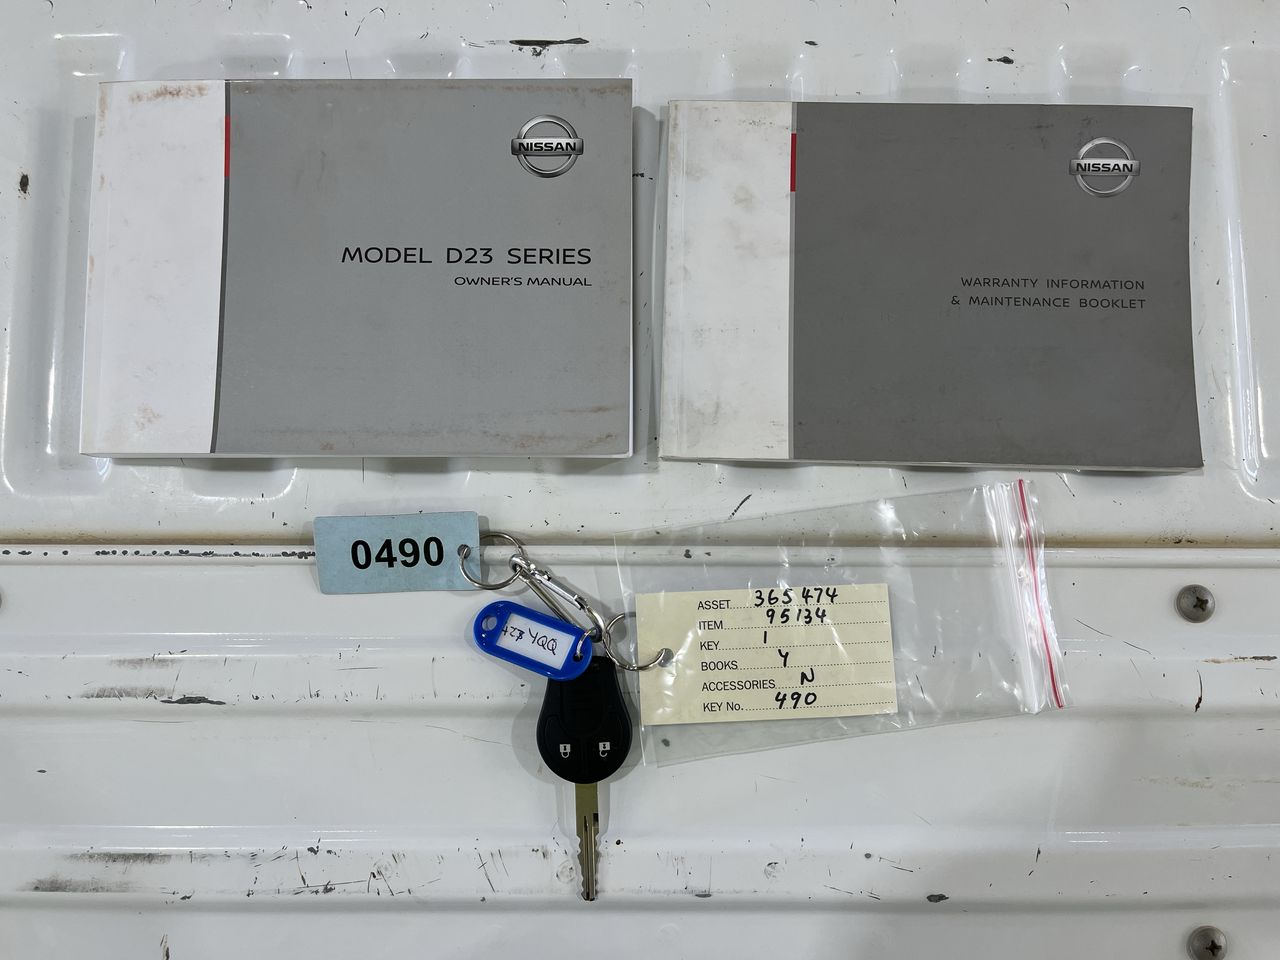 NISSAN
MODEL D23 SERIES
OWNER'S MANUAL
NISSAN
WARRANTY INFORMATION
& MAINTENANCE BOOKLET
0490
ASSET 365474
ITEM 95134
KEY 1
BOOKS Y
ACCESSORIES N
KEY No. 490